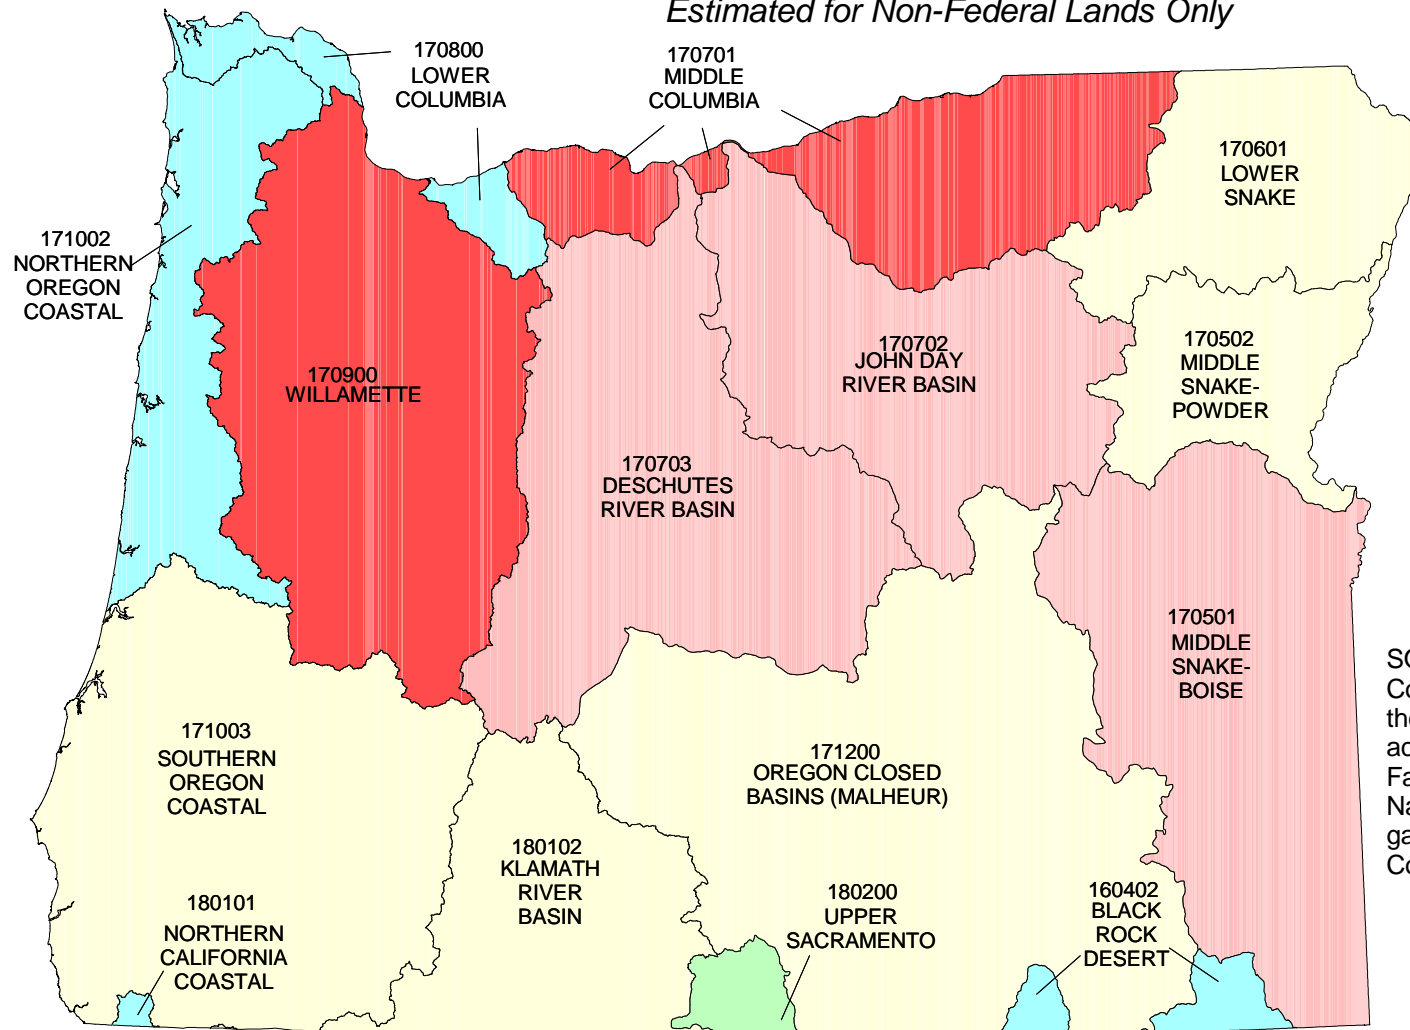 Estimated for Non-Federal Lands Only
170800
LOWER
COLUMBIA
170701
MIDDLE
COLUMBIA
170601
LOWER
SNAKE
171002
NORTHERN
OREGON
COASTAL
170900
WILLAMETTE
170702
JOHN DAY
RIVER BASIN
170502
MIDDLE
SNAKE-
POWDER
170703
DESCHUTES
RIVER BASIN
170501
MIDDLE
SNAKE-
BOISE
171003
SOUTHERN
OREGON
COASTAL
171200
OREGON CLOSED
BASINS (MALHEUR)
180102
KLAMATH
RIVER
BASIN
180101
NORTHERN
CALIFORNIA
COASTAL
180200
UPPER
SACRAMENTO
160402
BLACK
ROCK
DESERT